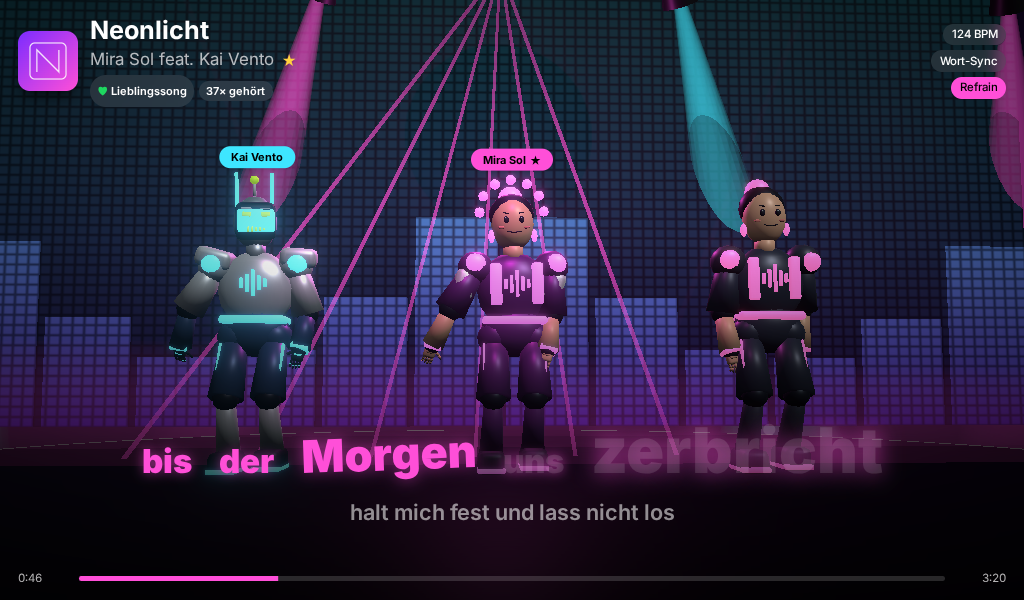 Neonlicht
Mira Sol feat. Kai Vento ★
Lieblingssong
37× gehört
124 BPM
Wort-Sync
Refrain
N
Kai Vento
Mira Sol ★
bis der Morgen uns zerbricht
halt mich fest und lass nicht los
0:46
3:20